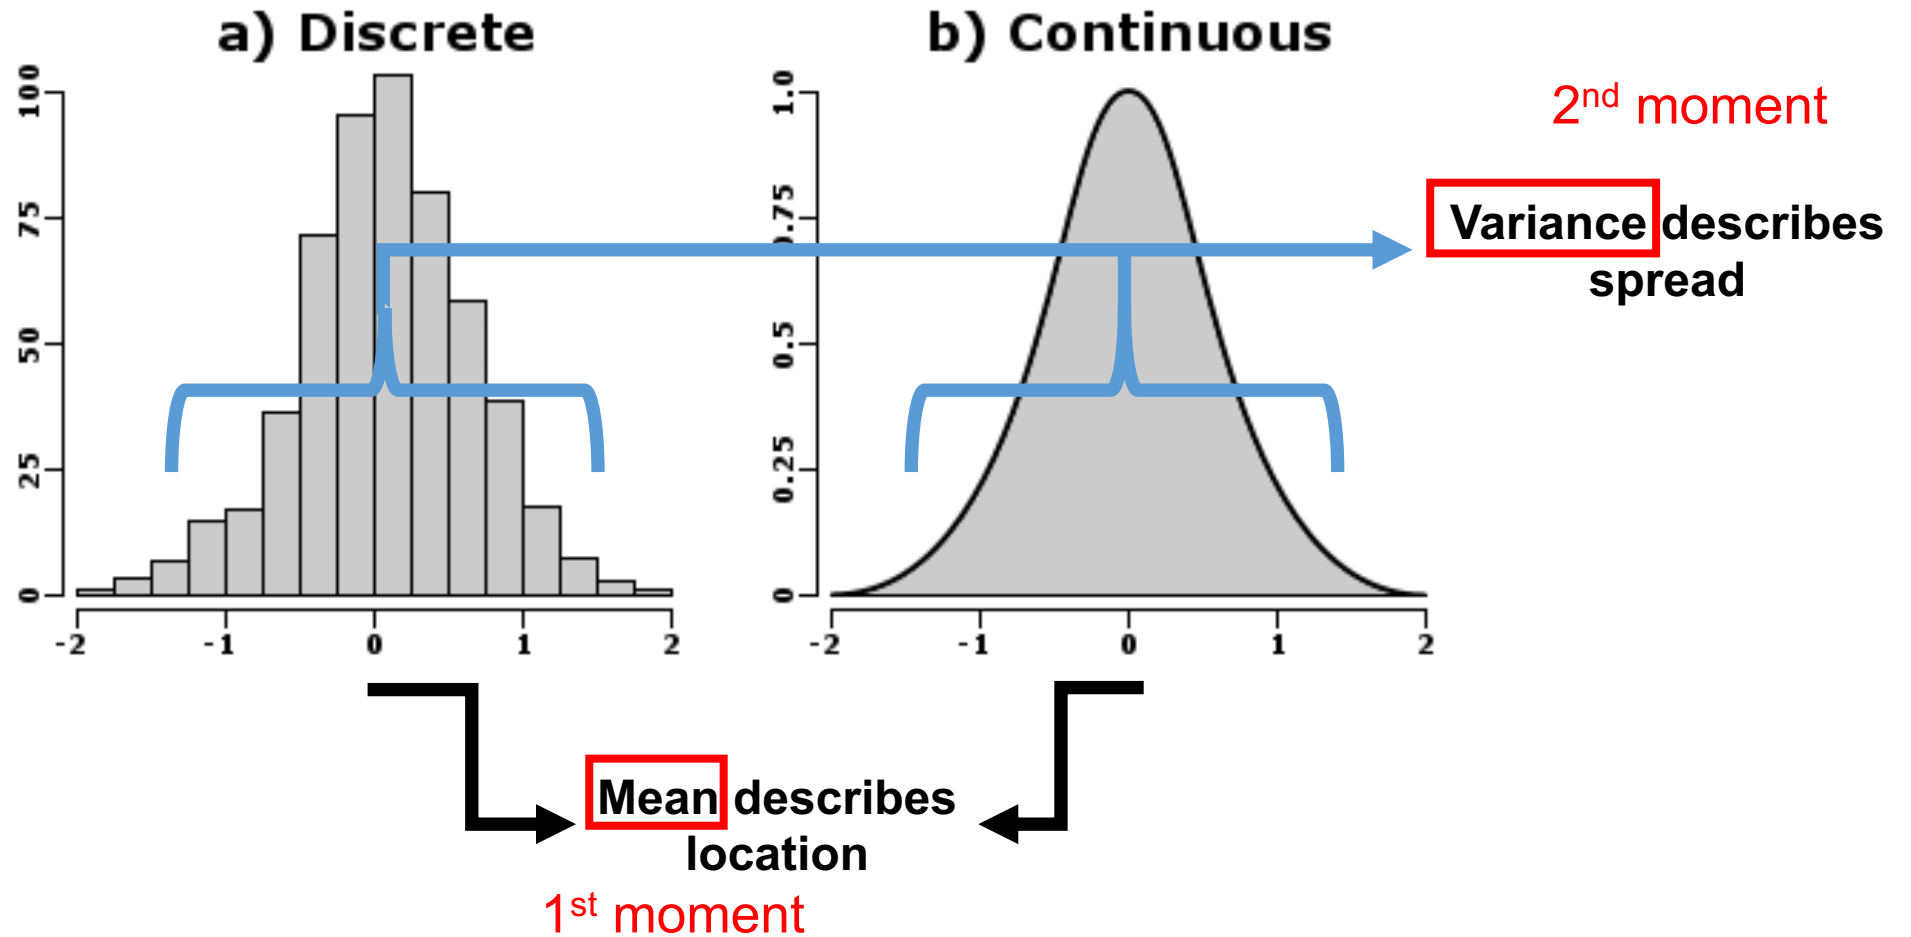 a) Discrete
b) Continuous
2nd moment
Variance describes
spread
100
75
50
25
0
-2 -1 0 1 2
1.0
0.75
0.5
0.25
0
-2 -1 0 1 2
Mean describes
location
1st moment